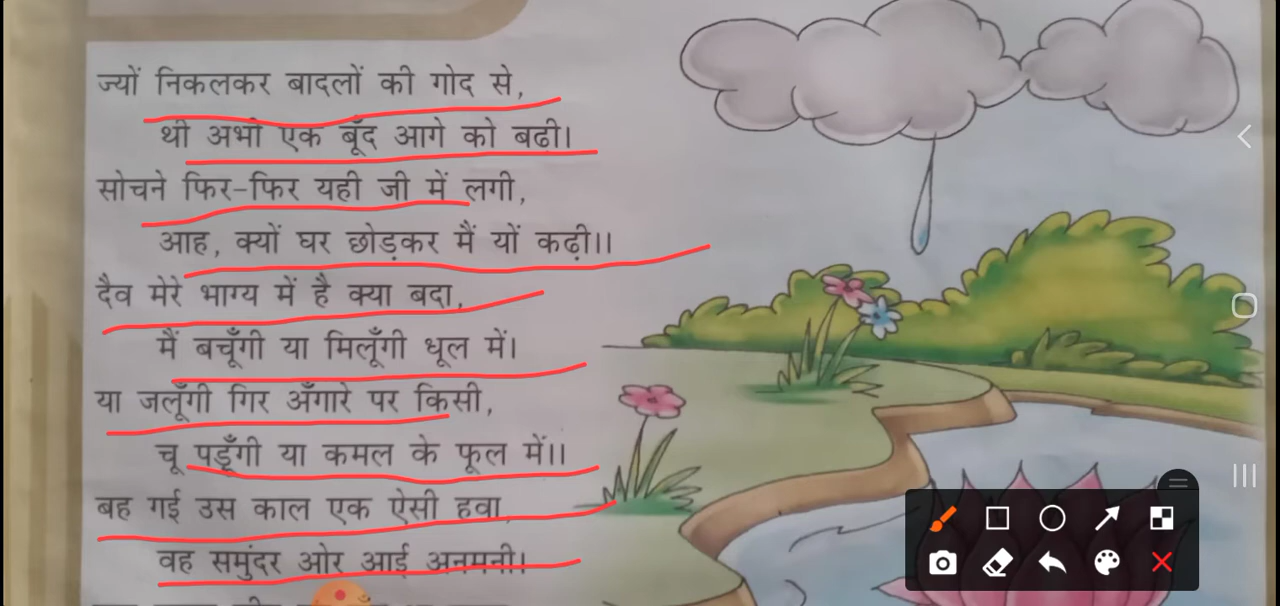 ज्यों निकलकर बादलों की गोद से,
थी अभी एक बूँद आगे को बढ़ी।
सोचने फिर-फिर यही जी में लगी,
आह, क्यों घर छोड़कर मैं यों कढ़ी।।
दैव मेरे भाग्य में है क्या बदा,
मैं बचूँगी या मिलूँगी धूल में।
या जलूँगी गिर अँगारे पर किसी,
चू पड़ूँगी या कमल के फूल में।।
बह गई उस काल एक ऐसी हवा,
वह समुंदर ओर आई अनमनी।